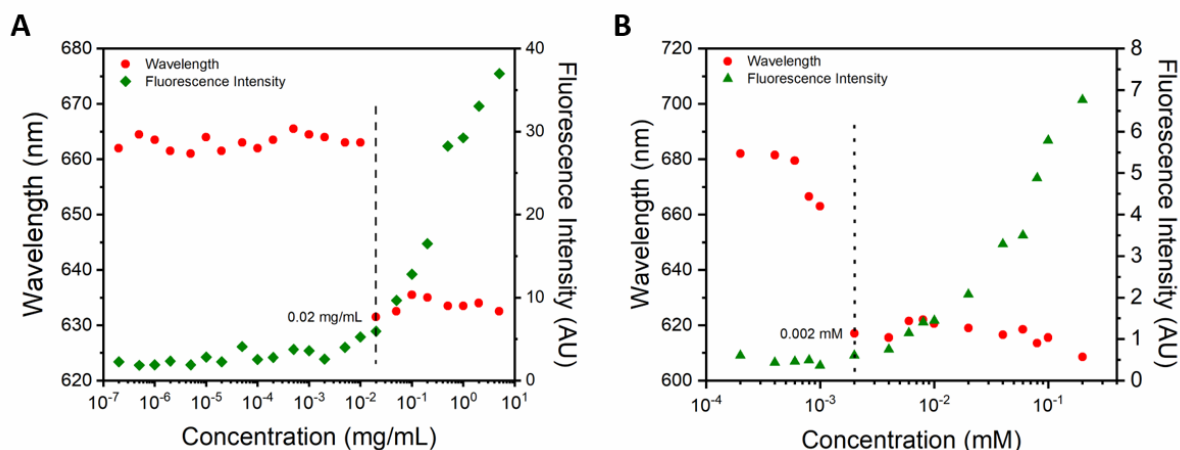 A
Wavelength (nm)
680
670
660
650
640
630
620
Wavelength
Fluorescence Intensity
0.02 mg/mL
40
30
20
10
0
Fluorescence Intensity (AU)
10-7 10-6 10-5 10-4 10-3 10-2 10-1 100 101
Concentration (mg/mL)
B
Wavelength (nm)
720
700
680
660
640
620
600
Wavelength
Fluorescence Intensity
0.002 mM
8
7
6
5
4
3
2
1
0
Fluorescence Intensity (AU)
10-4 10-3 10-2 10-1
Concentration (mM)